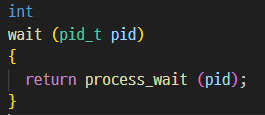 int
wait (pid_t pid)
{
  return process_wait (pid);
}